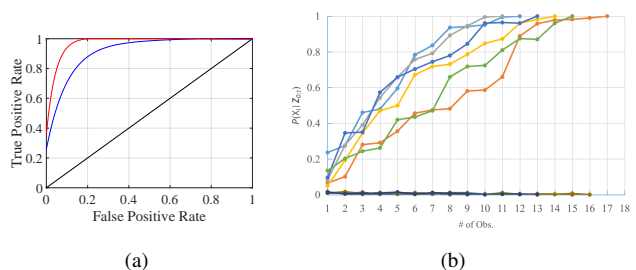 1
0.8
0.6
0.4
0.2
0
0 0.2 0.4 0.6 0.8 1
True Positive Rate
False Positive Rate
(a)
1
0.8
0.6
0.4
0.2
0
1 2 3 4 5 6 7 8 9 10 11 12 13 14 15 16 17 18
P(Xᵢ | Z₀:ₜ)
# of Obs.
(b)